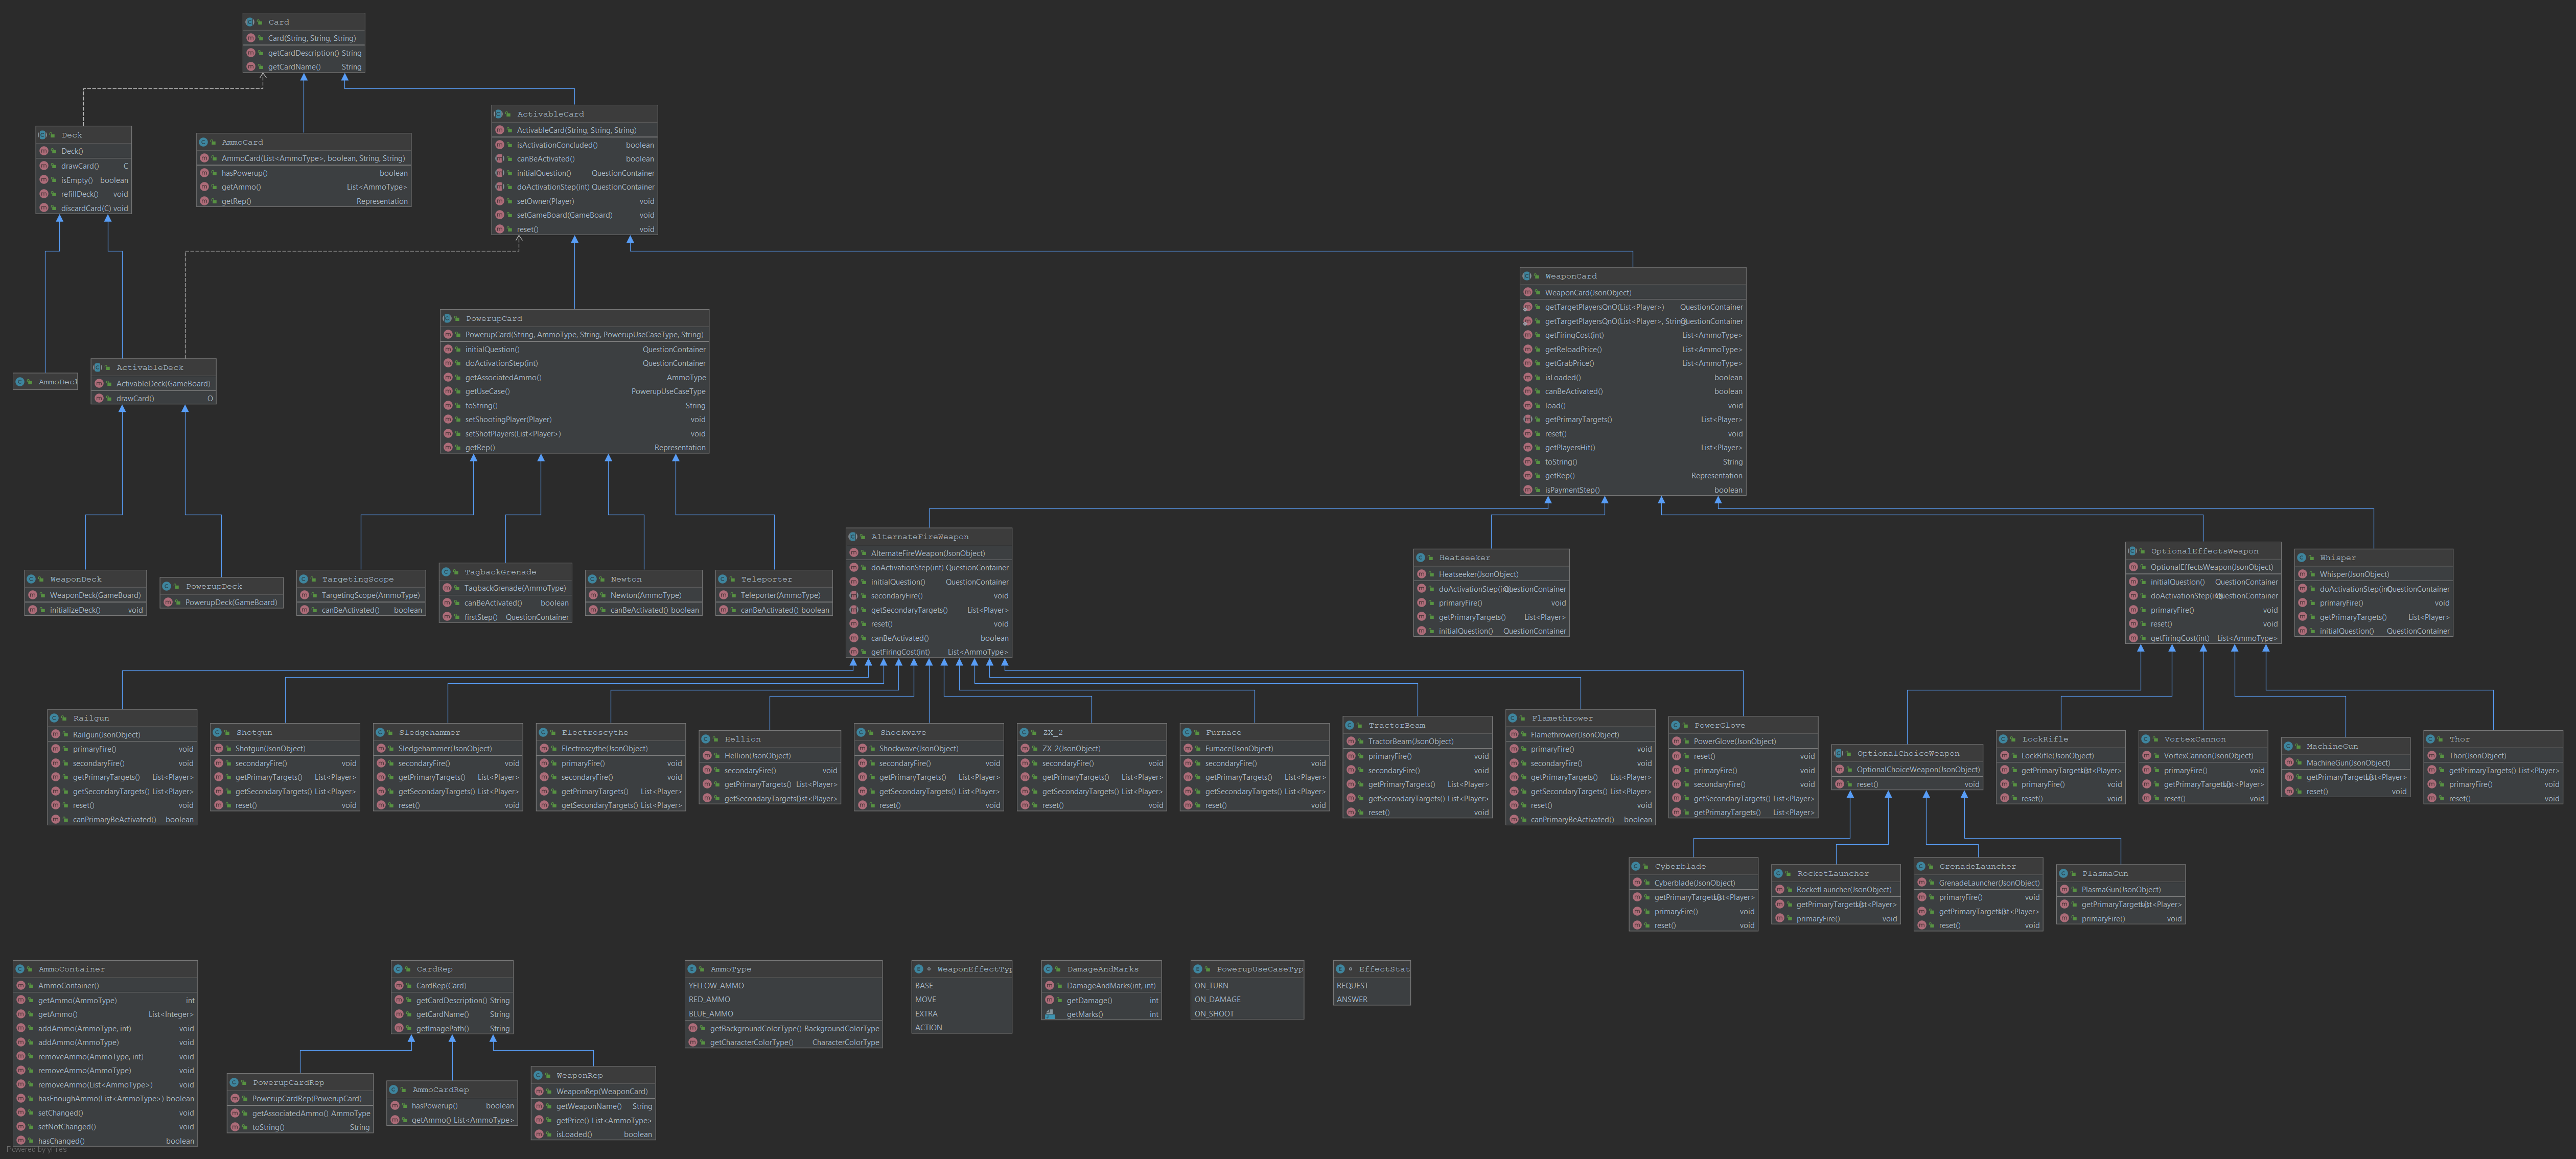 Card
Card(String, String, String)
getCardDescription() String
getCardName() String
Deck
Deck()
drawCard() C
isEmpty() boolean
refillDeck() void
discardCard(C) void
AmmoCard
AmmoCard(List<AmmoType>, boolean, String, String)
hasPowerup() boolean
getAmmo() List<AmmoType>
getRep() Representation
ActivableCard
ActivableCard(String, String, String)
isActivationConcluded() boolean
canBeActivated() boolean
initialQuestion() QuestionContainer
doActivationStep(int) QuestionContainer
setOwner(Player) void
setGameBoard(GameBoard) void
reset() void
AmmoDeck
ActivableDeck
ActivableDeck(GameBoard)
drawCard() O
PowerupCard
PowerupCard(String, AmmoType, String, PowerupUseCaseType, String)
initialQuestion() QuestionContainer
doActivationStep(int) QuestionContainer
getAssociatedAmmo() AmmoType
getUseCase() PowerupUseCaseType
toString() String
setShootingPlayer(Player) void
setShotPlayers(List<Player>) void
getRep() Representation
WeaponCard
WeaponCard(JsonObject)
getTargetPlayersQnO(List<Player>) QuestionContainer
getTargetPlayersQnO(List<Player>, String) QuestionContainer
getFiringCost(int) List<AmmoType>
getReloadPrice() List<AmmoType>
getGrabPrice() List<AmmoType>
isLoaded() boolean
canBeActivated() boolean
load() void
getPrimaryTargets() List<Player>
reset() void
getPlayersHit() List<Player>
toString() String
getRep() Representation
isPaymentStep() boolean
WeaponDeck
WeaponDeck(GameBoard)
initializeDeck() void
PowerupDeck
PowerupDeck(GameBoard)
TargetingScope
TargetingScope(AmmoType)
canBeActivated() boolean
TagbackGrenade
TagbackGrenade(AmmoType)
canBeActivated() boolean
firstStep() QuestionContainer
Newton
Newton(AmmoType)
canBeActivated() boolean
Teleporter
Teleporter(AmmoType)
canBeActivated() boolean
AlternateFireWeapon
AlternateFireWeapon(JsonObject)
doActivationStep(int) QuestionContainer
initialQuestion() QuestionContainer
secondaryFire() void
getSecondaryTargets() List<Player>
reset() void
canBeActivated() boolean
getFiringCost(int) List<AmmoType>
Heatseeker
Heatseeker(JsonObject)
doActivationStep(int) QuestionContainer
primaryFire() void
getPrimaryTargets() List<Player>
initialQuestion() QuestionContainer
OptionalEffectsWeapon
OptionalEffectsWeapon(JsonObject)
initialQuestion() QuestionContainer
doActivationStep(int) QuestionContainer
primaryFire() void
reset() void
getFiringCost(int) List<AmmoType>
Whisper
Whisper(JsonObject)
doActivationStep(int) QuestionContainer
primaryFire() void
getPrimaryTargets() List<Player>
initialQuestion() QuestionContainer
Railgun
Railgun(JsonObject)
primaryFire() void
secondaryFire() void
getPrimaryTargets() List<Player>
getSecondaryTargets() List<Player>
reset() void
canPrimaryBeActivated() boolean
Shotgun
Shotgun(JsonObject)
secondaryFire() void
getPrimaryTargets() List<Player>
getSecondaryTargets() List<Player>
reset() void
Sledgehammer
Sledgehammer(JsonObject)
secondaryFire() void
getPrimaryTargets() List<Player>
getSecondaryTargets() List<Player>
reset() void
Electroscythe
Electroscythe(JsonObject)
primaryFire() void
secondaryFire() void
getPrimaryTargets() List<Player>
getSecondaryTargets() List<Player>
Hellion
Hellion(JsonObject)
secondaryFire() void
getPrimaryTargets() List<Player>
getSecondaryTargets() List<Player>
Shockwave
Shockwave(JsonObject)
secondaryFire() void
getPrimaryTargets() List<Player>
getSecondaryTargets() List<Player>
reset() void
ZX_2
ZX_2(JsonObject)
secondaryFire() void
getPrimaryTargets() List<Player>
getSecondaryTargets() List<Player>
reset() void
Furnace
Furnace(JsonObject)
secondaryFire() void
getPrimaryTargets() List<Player>
getSecondaryTargets() List<Player>
reset() void
TractorBeam
TractorBeam(JsonObject)
primaryFire() void
secondaryFire() void
getPrimaryTargets() List<Player>
getSecondaryTargets() List<Player>
reset() void
Flamethrower
Flamethrower(JsonObject)
primaryFire() void
secondaryFire() void
getPrimaryTargets() List<Player>
getSecondaryTargets() List<Player>
reset() void
canPrimaryBeActivated() boolean
PowerGlove
PowerGlove(JsonObject)
reset() void
primaryFire() void
secondaryFire() void
getSecondaryTargets() List<Player>
getPrimaryTargets() List<Player>
OptionalChoiceWeapon
OptionalChoiceWeapon(JsonObject)
reset() void
LockRifle
LockRifle(JsonObject)
getPrimaryTargets() List<Player>
primaryFire() void
reset() void
VortexCannon
VortexCannon(JsonObject)
primaryFire() void
getPrimaryTargets() List<Player>
reset() void
MachineGun
MachineGun(JsonObject)
getPrimaryTargets() List<Player>
reset() void
Thor
Thor(JsonObject)
getPrimaryTargets() List<Player>
primaryFire() void
reset() void
Cyberblade
Cyberblade(JsonObject)
getPrimaryTargets() List<Player>
primaryFire() void
reset() void
RocketLauncher
RocketLauncher(JsonObject)
getPrimaryTargets() List<Player>
primaryFire() void
GrenadeLauncher
GrenadeLauncher(JsonObject)
primaryFire() void
getPrimaryTargets() List<Player>
reset() void
PlasmaGun
PlasmaGun(JsonObject)
getPrimaryTargets() List<Player>
primaryFire() void
AmmoContainer
AmmoContainer()
getAmmo(AmmoType) int
getAmmo() List<Integer>
addAmmo(AmmoType, int) void
addAmmo(AmmoType) void
removeAmmo(AmmoType, int) void
removeAmmo(AmmoType) void
removeAmmo(List<AmmoType>) void
hasEnoughAmmo(List<AmmoType>) boolean
setChanged() void
setNotChanged() void
hasChanged() boolean
CardRep
CardRep(Card)
getCardDescription() String
getCardName() String
getImagePath() String
PowerupCardRep
PowerupCardRep(PowerupCard)
getAssociatedAmmo() AmmoType
toString() String
AmmoCardRep
hasPowerup() boolean
getAmmo() List<AmmoType>
WeaponRep
WeaponRep(WeaponCard)
getWeaponName() String
getPrice() List<AmmoType>
isLoaded() boolean
AmmoType
YELLOW_AMMO
RED_AMMO
BLUE_AMMO
getBackgroundColorType() BackgroundColorType
getCharacterColorType() CharacterColorType
WeaponEffectTyp
BASE
MOVE
EXTRA
ACTION
DamageAndMarks
DamageAndMarks(int, int)
getDamage() int
getMarks() int
PowerupUseCaseTyp
ON_TURN
ON_DAMAGE
ON_SHOOT
EffectStat
REQUEST
ANSWER
Powered by yFiles